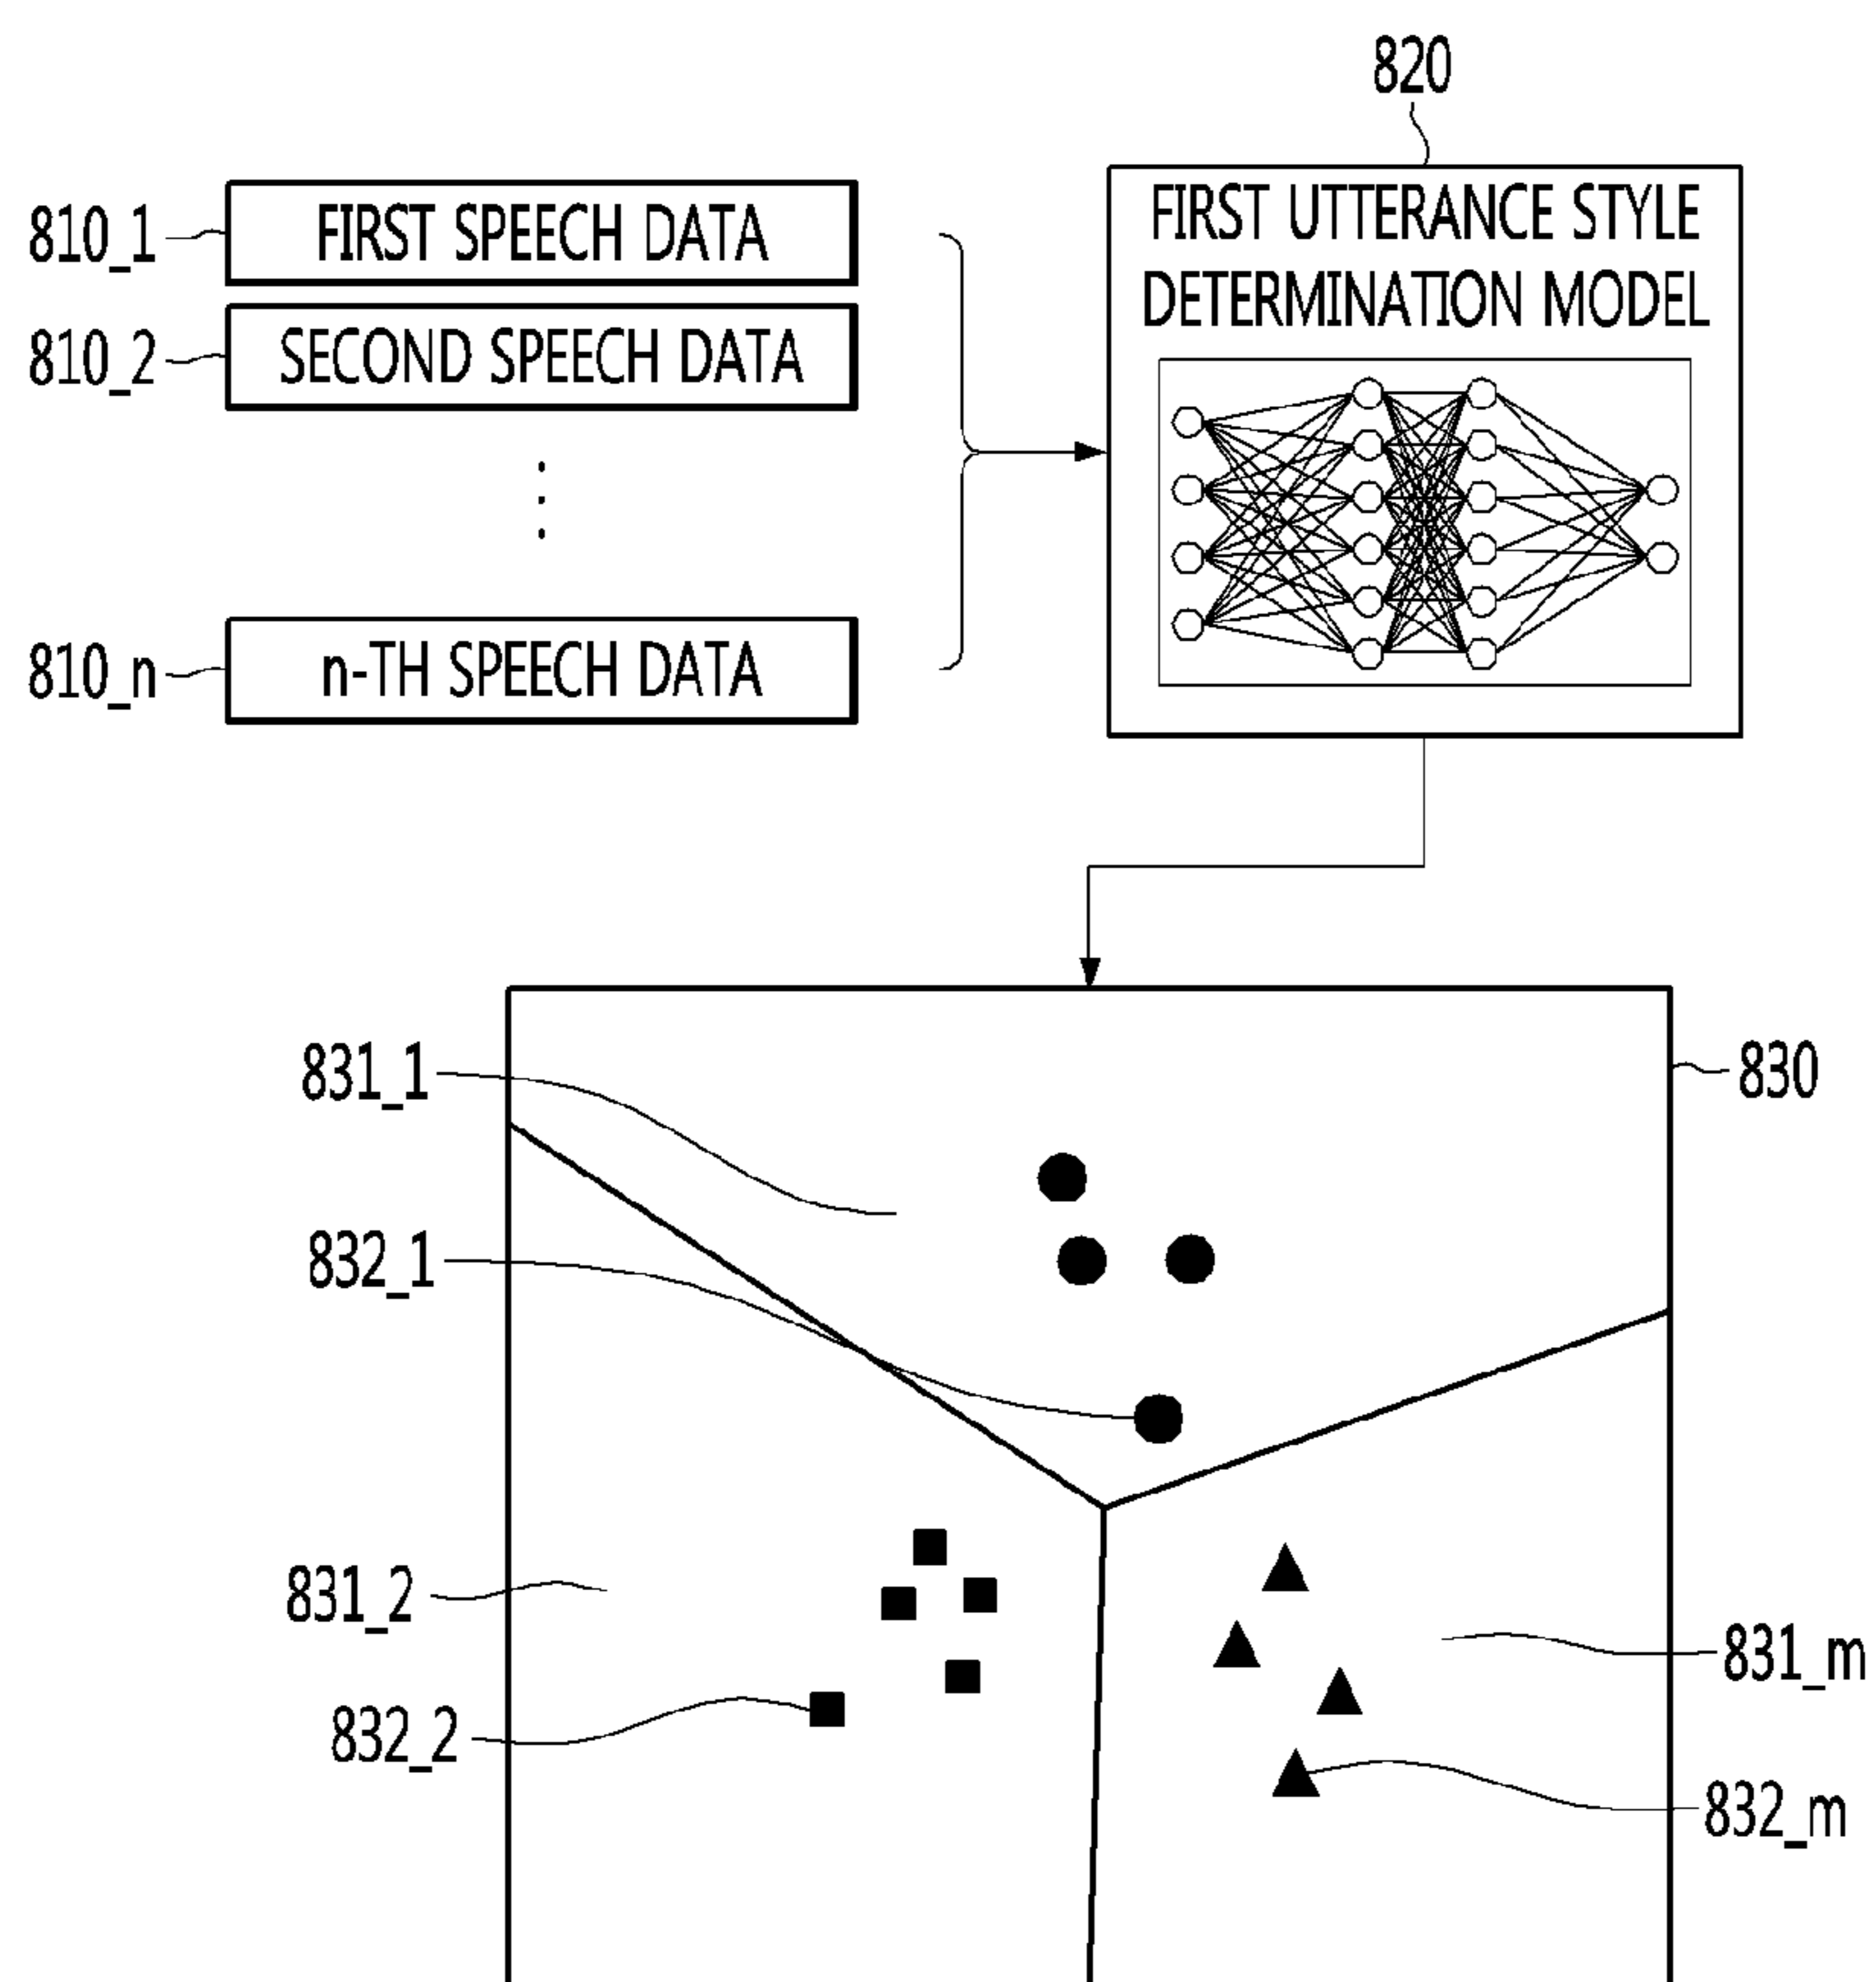 820
FIRST UTTERANCE STYLE
DETERMINATION MODEL
810_1
FIRST SPEECH DATA
810_2
SECOND SPEECH DATA
810_n
n-TH SPEECH DATA
831_1
830
832_1
831_2
831_m
832_2
832_m